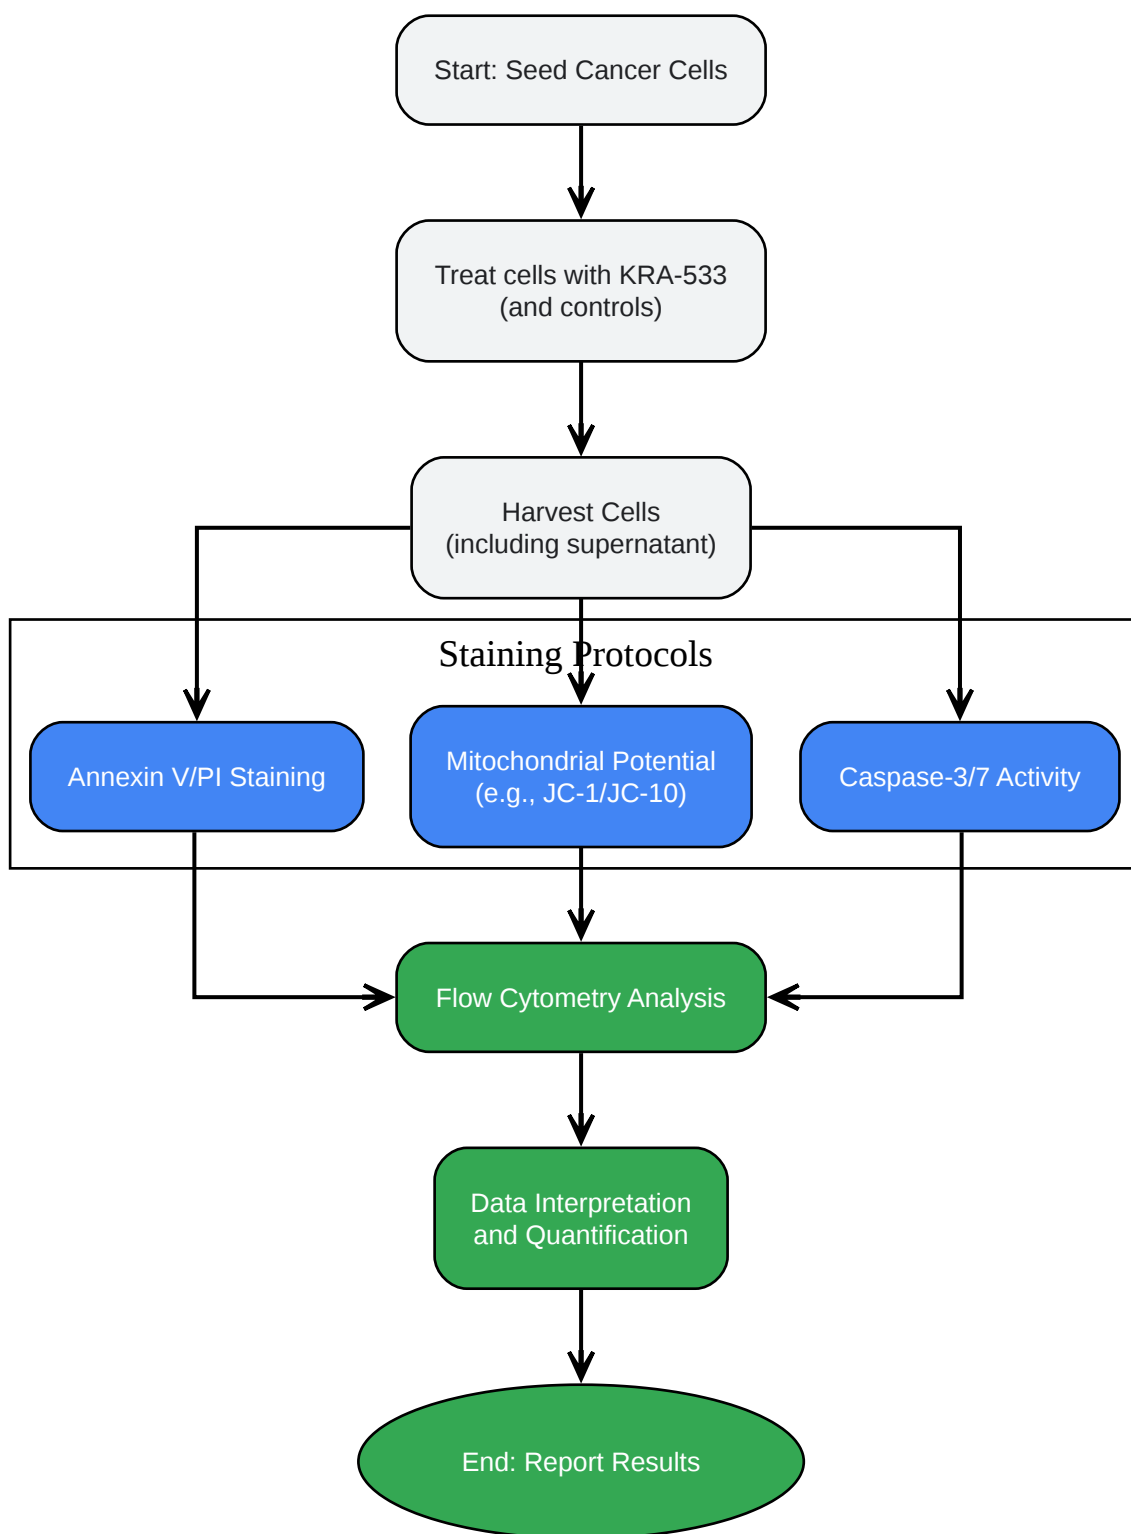 Start: Seed Cancer Cells
Treat cells with KRA-533
(and controls)
Harvest Cells
(including supernatant)
Staining Protocols
Annexin V/PI Staining
Mitochondrial Potential
(e.g., JC-1/JC-10)
Caspase-3/7 Activity
Flow Cytometry Analysis
Data Interpretation
and Quantification
End: Report Results